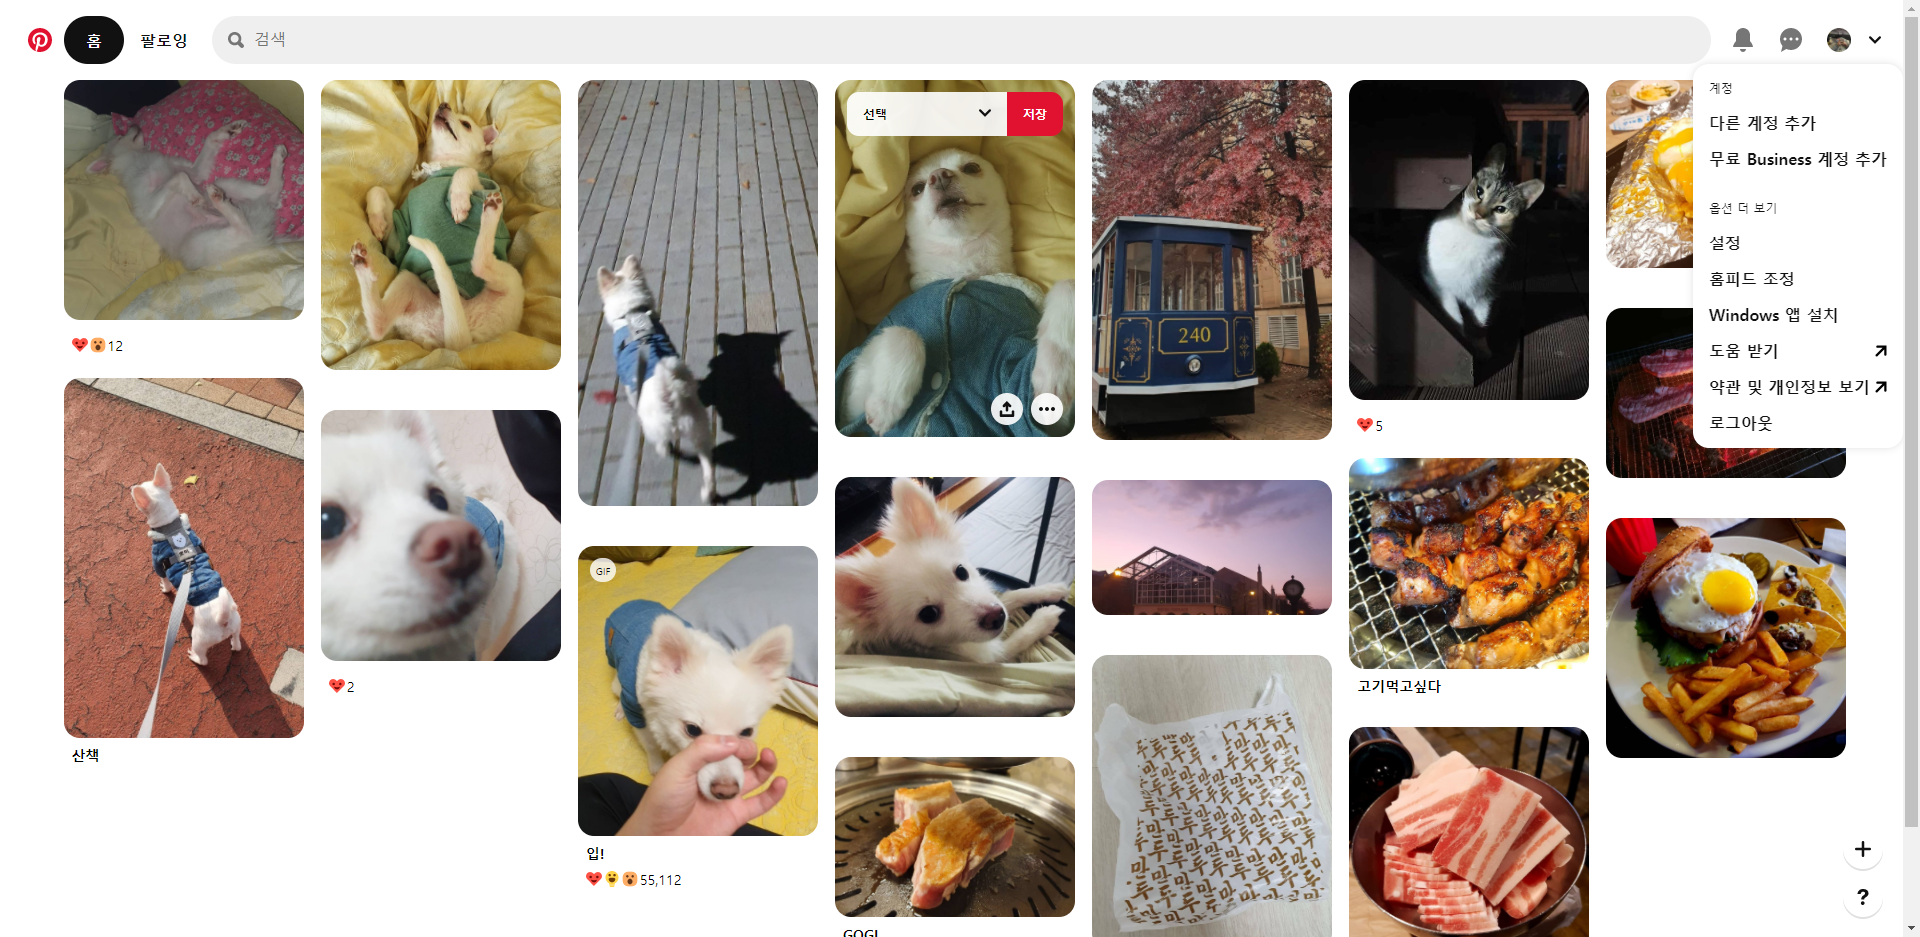 홈
팔로잉
검색
계정
다른 계정 추가
무료 Business 계정 추가
옵션 더 보기
설정
홈피드 조정
Windows 앱 설치
도움 받기
약관 및 개인정보 보기
로그아웃
선택
저장
240
12
5
GIF
2
고기먹고싶다
산책
입!
55,112
GOGI
?